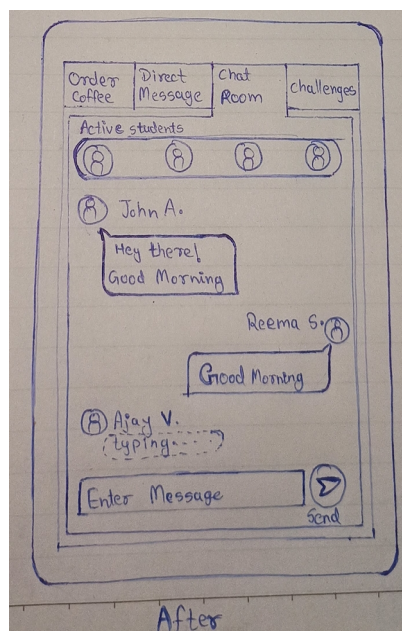 Order Coffee
Direct Message
Chat Room
Challenges
Active students
John A.
Hey there!
Good Morning
Reema S.
Good Morning
Ajay V.
typing...
Enter Message
Send
After